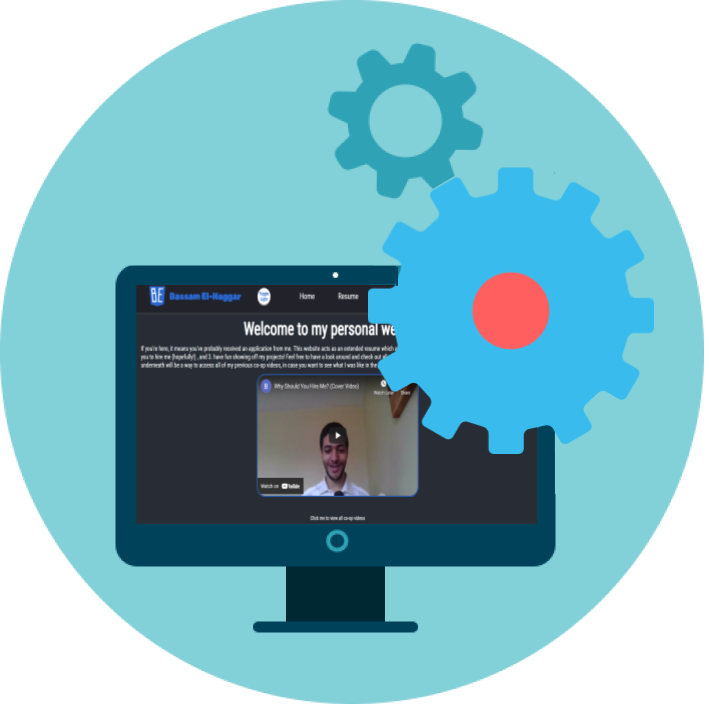 BE Bassam El-Naggar
Home Resume
Welcome to my personal we
If you're here, it means you've probably received an application from me. This website acts as an extended resume which
you to hire me (hopefully!), and 3. have fun showing off my projects! Feel free to have a look around and check out
underneath will be a way to access all of my previous co-op videos, in case you want to see what I was like in the
B Why Should You Hire Me? (Cover Video)
Watch Later Share
Watch on YouTube
Click me to view all co-op videos